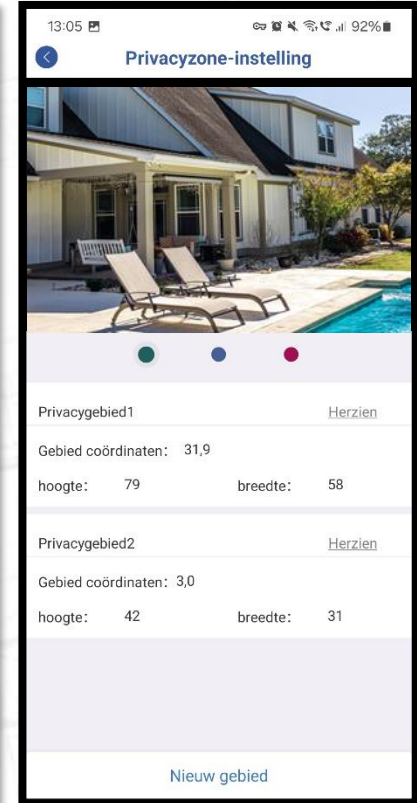 13:05 92%
Privacyzone-instelling
Privacygebied1 Herzien
Gebied coördinaten: 31,9
hoogte: 79 breedte: 58
Privacygebied2 Herzien
Gebied coördinaten: 3,0
hoogte: 42 breedte: 31
Nieuw gebied